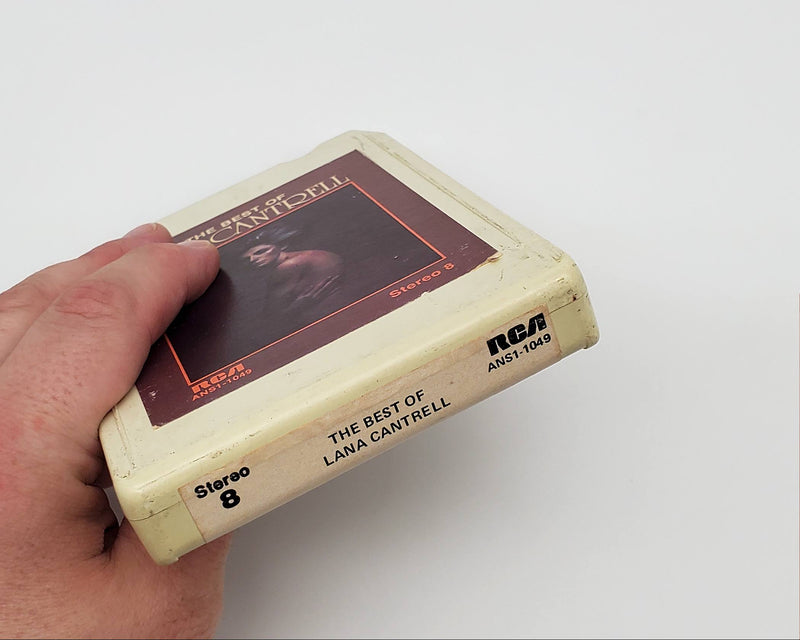 THE BEST OF
CANTRELL
Stereo 8
RCA
ANS1-1049
RCA
ANS1-1049
THE BEST OF
LANA CANTRELL
Stereo
8